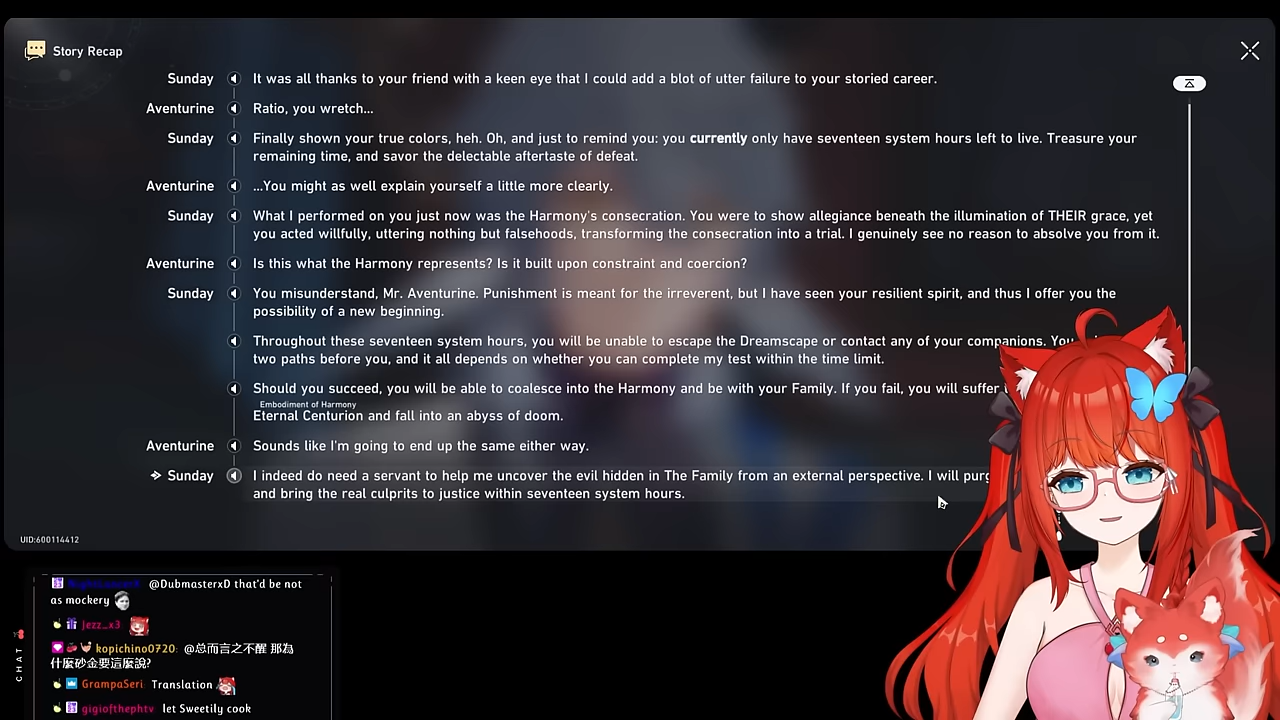 Story Recap
Sunday It was all thanks to your friend with a keen eye that I could add a blot of utter failure to your storied career.
Aventurine Ratio, you wretch...
Sunday Finally shown your true colors, heh. Oh, and just to remind you: you currently only have seventeen system hours left to live. Treasure your
remaining time, and savor the delectable aftertaste of defeat.
Aventurine ...You might as well explain yourself a little more clearly.
Sunday What I performed on you just now was the Harmony's consecration. You were to show allegiance beneath the illumination of THEIR grace, yet
you acted willfully, uttering nothing but falsehoods, transforming the consecration into a trial. I genuinely see no reason to absolve you from it.
Aventurine Is this what the Harmony represents? Is it built upon constraint and coercion?
Sunday You misunderstand, Mr. Aventurine. Punishment is meant for the irreverent, but I have seen your resilient spirit, and thus I offer you the
possibility of a new beginning.
Throughout these seventeen system hours, you will be unable to escape the Dreamscape or contact any of your companions.
two paths before you, and it all depends on whether you can complete my test within the time limit.
Should you succeed, you will be able to coalesce into the Harmony and be with your Family. If you fail, you will suffer
Embodiment of Harmony
Eternal Centurion and fall into an abyss of doom.
Aventurine Sounds like I'm going to end up the same either way.
Sunday I indeed do need a servant to help me uncover the evil hidden in The Family from an external perspective. I will
and bring the real culprits to justice within seventeen system hours.
UID:600114412
@DubmasterxD that'd be not
as mockery
Jezz_x3
kopichino0720: @总而言之不醒 那為
什麼砂金要這麼說?
GrampaSeri: Translation
gigiofthephtv let Sweetily cook
CHAT